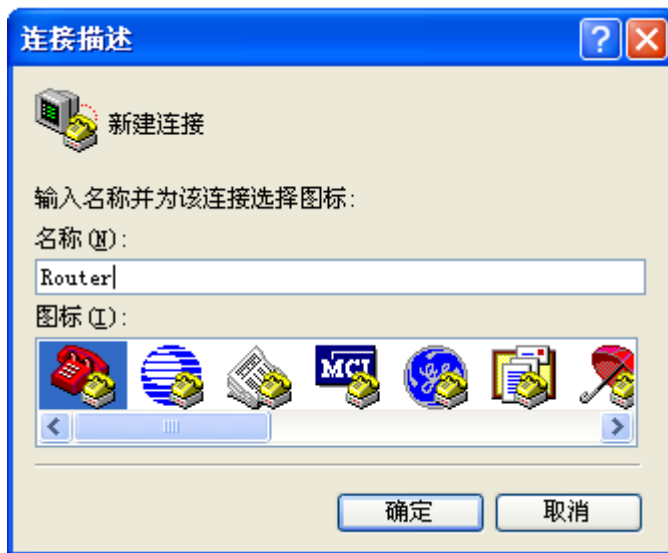 连接描述
新建连接
输入名称并为该连接选择图标:
名称(N):
Router
图标(I):
MCI
确定
取消